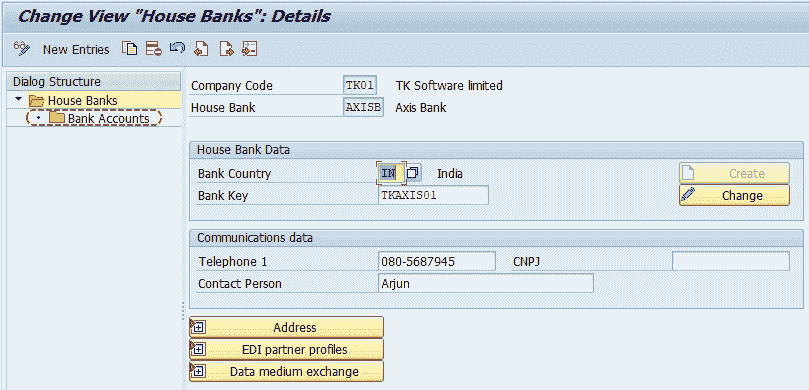 Change View "House Banks": Details
New Entries
Dialog Structure
House Banks
Bank Accounts
Company Code TK01 TK Software limited
House Bank AXISB Axis Bank
House Bank Data
Bank Country IN India Create
Bank Key TKAXIS01 Change
Communications data
Telephone 1 080-5687945 CNPJ
Contact Person Arjun
Address
EDI partner profiles
Data medium exchange